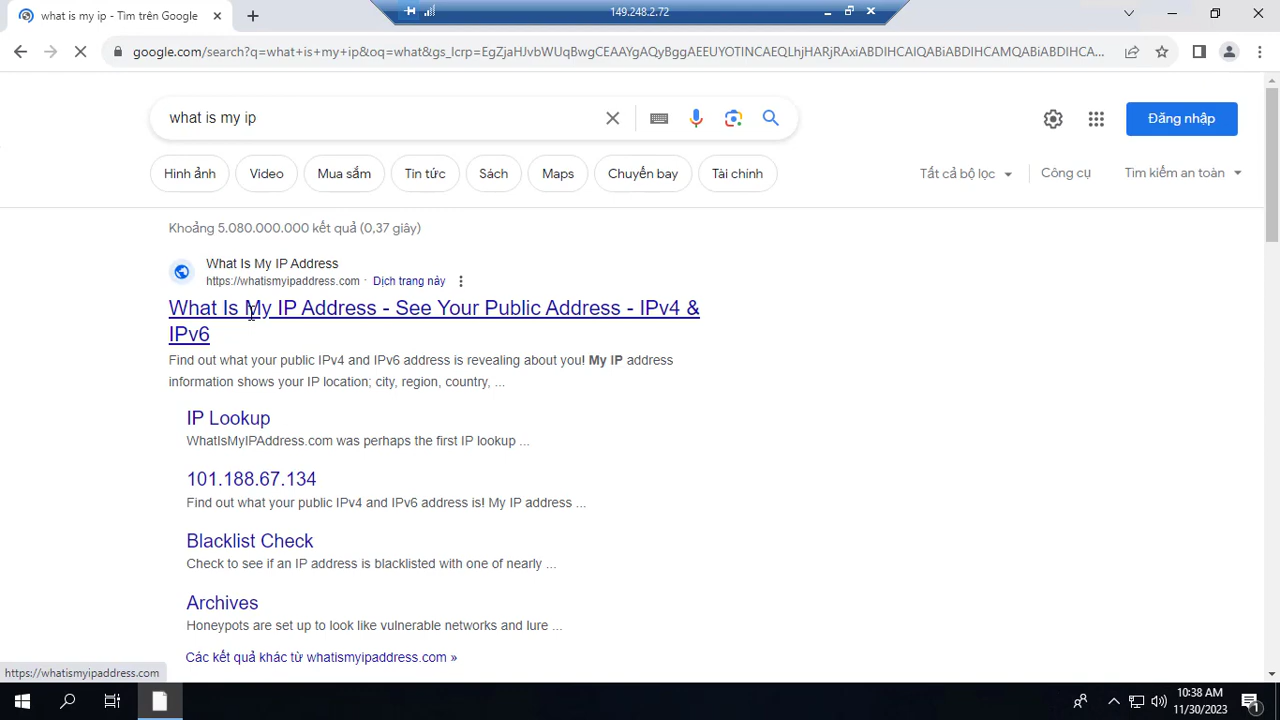 what is my ip - Tìm trên Google
149.248.2.72
google.com/search?q=what+is+my+ip&oq=what&gs_lcrp=EgZjaHJvbWUqBwgCEAAYgAQyBggAEEUYOTINCAEQLhjHARjRAxiABDIHCAIQABiABDIHCAMQABiABDIHCA...
what is my ip
Đăng nhập
Hình ảnh
Video
Mua sắm
Tin tức
Sách
Maps
Chuyến bay
Tài chính
Tất cả bộ lọc
Công cụ
Tìm kiếm an toàn
Khoảng 5.080.000.000 kết quả (0,37 giây)
What Is My IP Address
https://whatismyipaddress.com · Dịch trang này
What Is My IP Address - See Your Public Address - IPv4 &
IPv6
Find out what your public IPv4 and IPv6 address is revealing about you! My IP address
information shows your IP location; city, region, country, ...
IP Lookup
WhatIsMyIPAddress.com was perhaps the first IP lookup ...
101.188.67.134
Find out what your public IPv4 and IPv6 address is! My IP address ...
Blacklist Check
Check to see if an IP address is blacklisted with one of nearly ...
Archives
Honeypots are set up to look like vulnerable networks and lure ...
Các kết quả khác từ whatismyipaddress.com »
https://whatismyipaddress.com
10:38 AM
11/30/2023
1